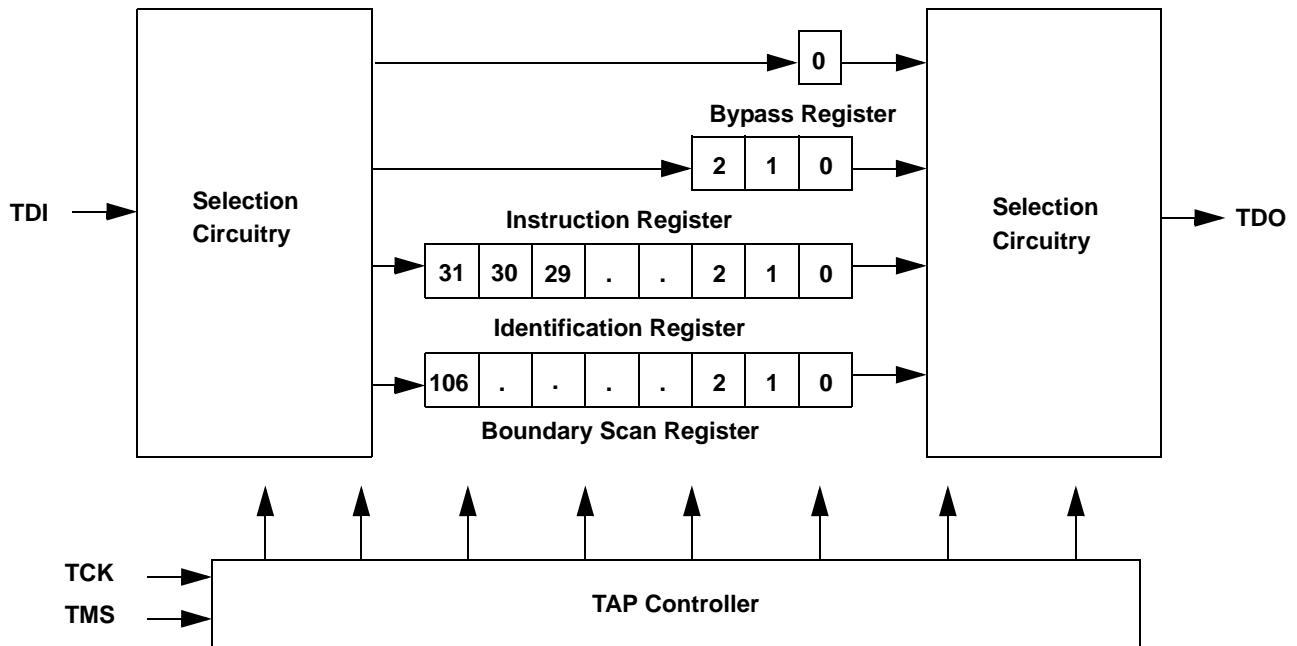 0
Bypass Register
2 1 0
Selection
Circuitry
TDI
Selection
Circuitry
TDO
Instruction Register
31 30 29 . . 2 1 0
Identification Register
106 . . . . 2 1 0
Boundary Scan Register
TCK
TMS
TAP Controller